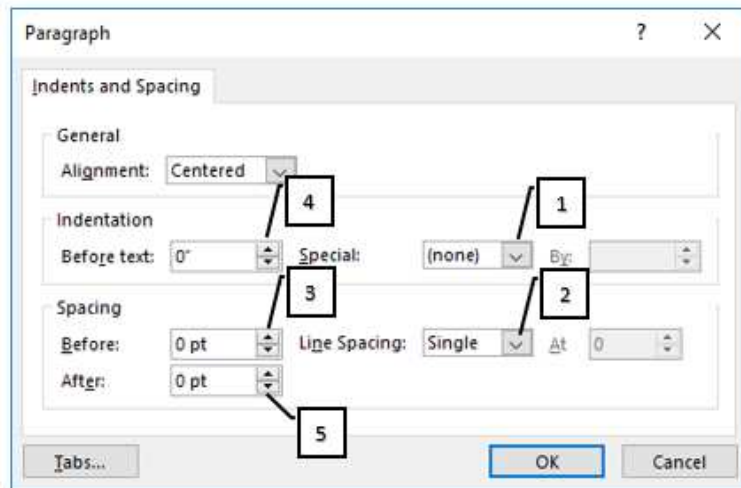 Paragraph ? ×
Indents and Spacing
General
Alignment: Centered
4
1
Indentation
Before text: 0" Special: (none) By:
3
2
Spacing
Before: 0 pt Line Spacing: Single At 0
After: 0 pt
5
Tabs... OK Cancel